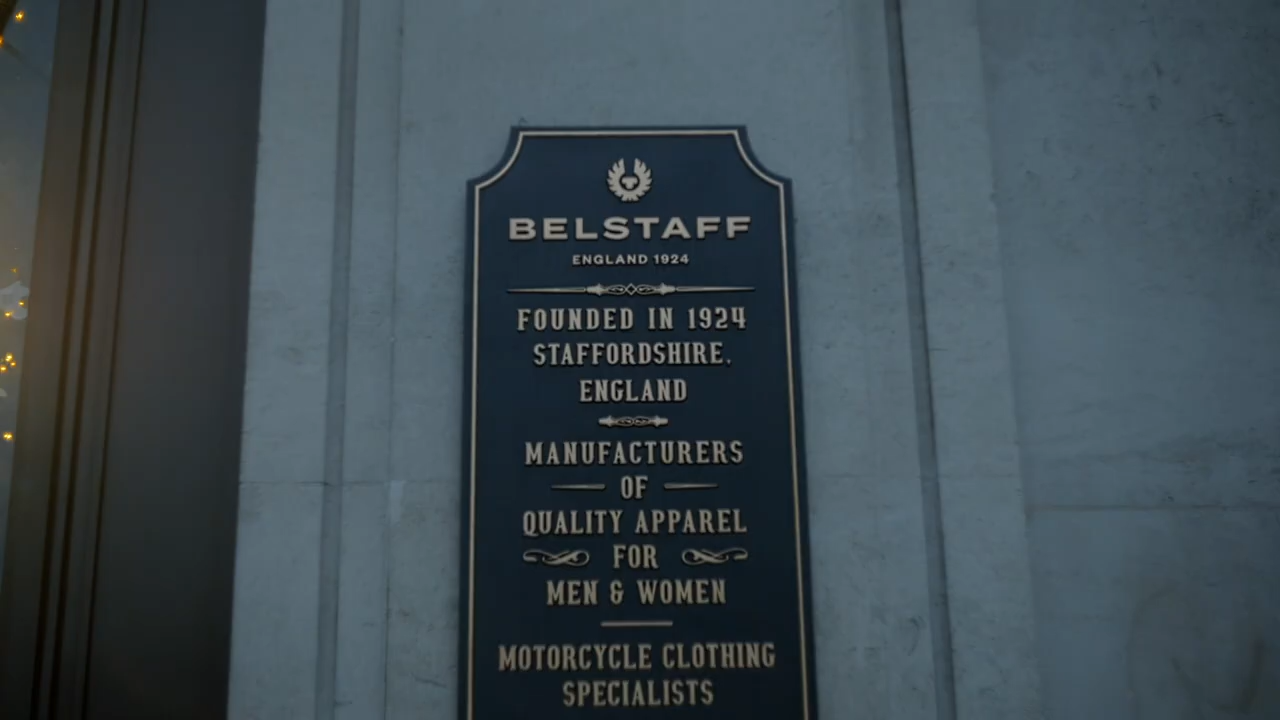 BELSTAFF
ENGLAND 1924
FOUNDED IN 1924
STAFFORDSHIRE,
ENGLAND
MANUFACTURERS
OF
QUALITY APPAREL
FOR
MEN & WOMEN
MOTORCYCLE CLOTHING
SPECIALISTS